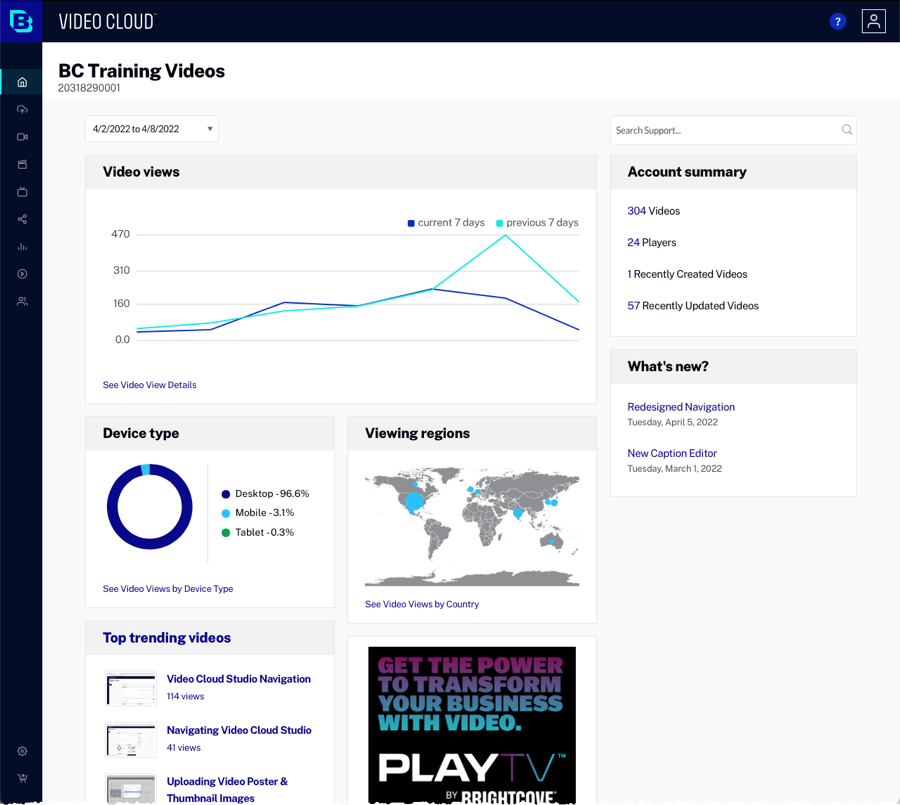 VIDEO CLOUD™
?
BC Training Videos
20318290001
4/2/2022 to 4/8/2022
Search Support...
Video views
current 7 days
previous 7 days
470
310
160
0.0
See Video View Details
Account summary
304 Videos
24 Players
1 Recently Created Videos
57 Recently Updated Videos
What's new?
Redesigned Navigation
Tuesday, April 5, 2022
New Caption Editor
Tuesday, March 1, 2022
Device type
Desktop - 96.6%
Mobile - 3.1%
Tablet - 0.3%
See Video Views by Device Type
Viewing regions
See Video Views by Country
Top trending videos
Video Cloud Studio Navigation
114 views
Navigating Video Cloud Studio
41 views
Uploading Video Poster &
Thumbnail Images
GET THE POWER
TO TRANSFORM
YOUR BUSINESS
WITH VIDEO.
PLAYTV™
BY BRIGHTCOVE®